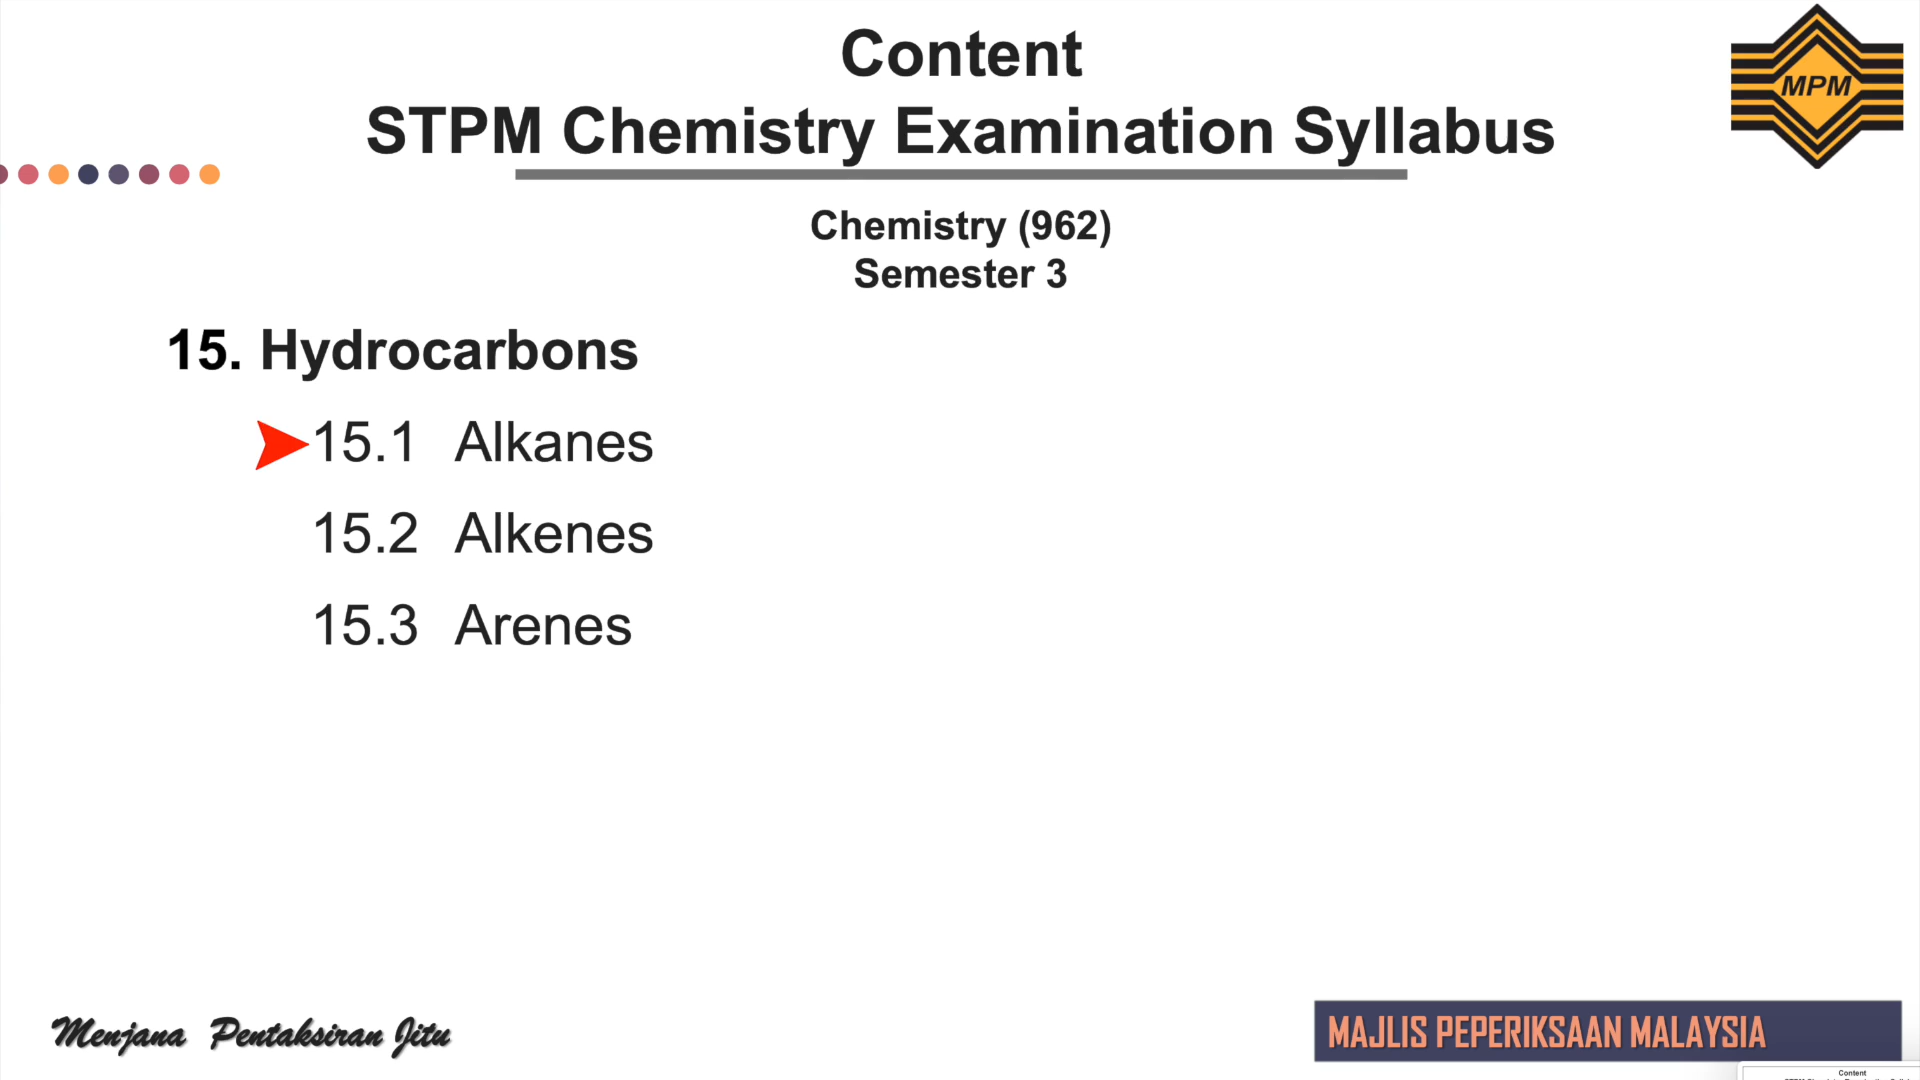 Content
STPM Chemistry Examination Syllabus
MPM
Chemistry (962)
Semester 3
15. Hydrocarbons
15.1 Alkanes
15.2 Alkenes
15.3 Arenes
Menjana Pentaksiran Jitu
MAJLIS PEPERIKSAAN MALAYSIA
Content